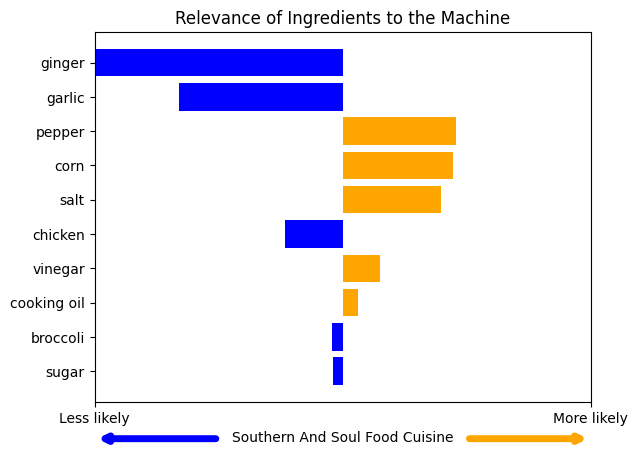 Relevance of Ingredients to the Machine
ginger
garlic
pepper
corn
salt
chicken
vinegar
cooking oil
broccoli
sugar
Less likely
More likely
Southern And Soul Food Cuisine